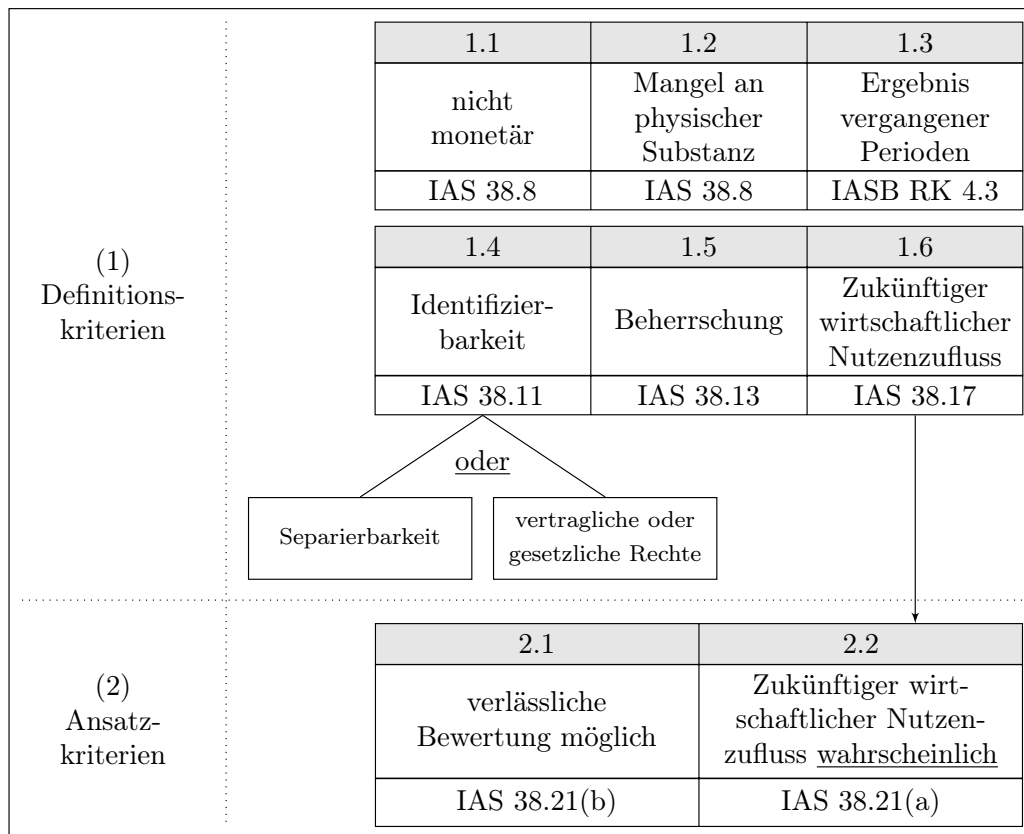 1.1 1.2 1.3
nicht
monetär
Mangel an
physischer
Substanz
Ergebnis
vergangener
Perioden
IAS 38.8 IAS 38.8 IASB RK 4.3
(1)
Definitions-
kriterien
1.4 1.5 1.6
Identifizier-
barkeit
Beherrschung
Zukünftiger
wirtschaftlicher
Nutzenzufluss
IAS 38.11 IAS 38.13 IAS 38.17
oder
Separierbarkeit
vertragliche oder
gesetzliche Rechte
(2)
Ansatz-
kriterien
2.1 2.2
verlässliche
Bewertung möglich
Zukünftiger wirt-
schaftlicher Nutzen-
zufluss wahrscheinlich
IAS 38.21(b) IAS 38.21(a)